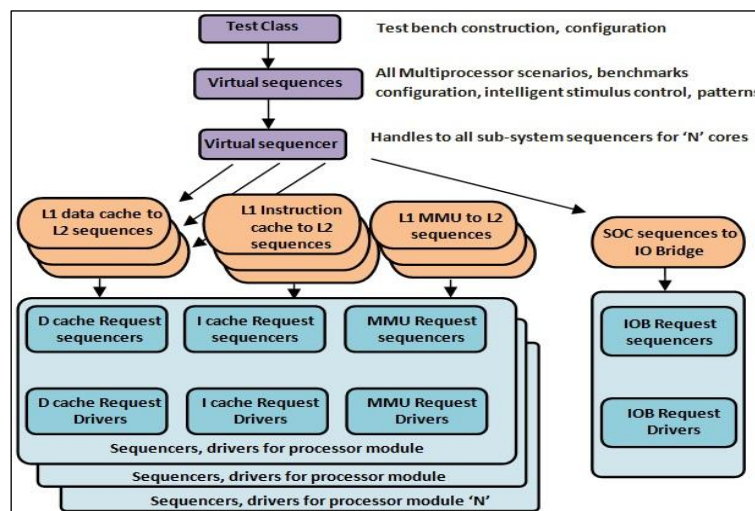 Test Class
Test bench construction, configuration
Virtual sequences
All Multiprocessor scenarios, benchmarks
configuration, intelligent stimulus control, patterns
Virtual sequencer
Handles to all sub-system sequencers for ‘N’ cores
L1 data cache to
L2 sequences
L1 Instruction
cache to L2
sequences
L1 MMU to L2
sequences
SOC sequences to
IO Bridge
D cache Request
sequencers
I cache Request
sequencers
MMU Request
sequencers
IOB Request
sequencers
D cache Request
Drivers
I cache Request
Drivers
MMU Request
Drivers
IOB Request
Drivers
Sequencers, drivers for processor module
Sequencers, drivers for processor module
Sequencers, drivers for processor module ‘N’